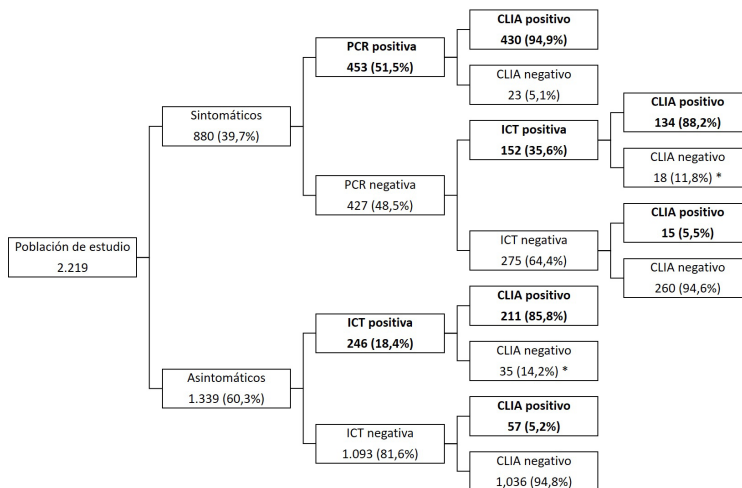 CLIA positivo
430 (94,9%)
PCR positiva
453 (51,5%)
CLIA negativo
23 (5,1%)
Sintomáticos
880 (39,7%)
CLIA positivo
134 (88,2%)
ICT positiva
152 (35,6%)
CLIA negativo
18 (11,8%) *
PCR negativa
427 (48,5%)
CLIA positivo
15 (5,5%)
ICT negativa
275 (64,4%)
CLIA negativo
260 (94,6%)
Población de estudio
2.219
CLIA positivo
211 (85,8%)
ICT positiva
246 (18,4%)
CLIA negativo
35 (14,2%) *
Asintomáticos
1.339 (60,3%)
CLIA positivo
57 (5,2%)
ICT negativa
1.093 (81,6%)
CLIA negativo
1,036 (94,8%)